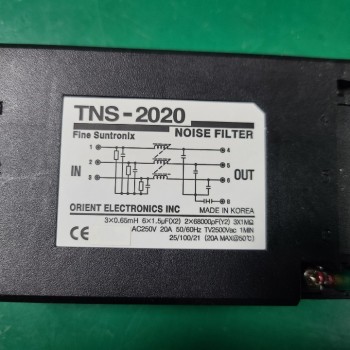 TNS-2020
Fine Suntronix NOISE FILTER
1 4
2 5
IN OUT
3 6
8
ORIENT ELECTRONICS INC MADE IN KOREA
3×0.65mH 6×1.5μF(X2) 2×68000pF(Y2) 3X1MΩ
AC250V 20A 50/60Hz TV2500Vac 1MIN
25/100/21 (20A MAX@50℃)
CE